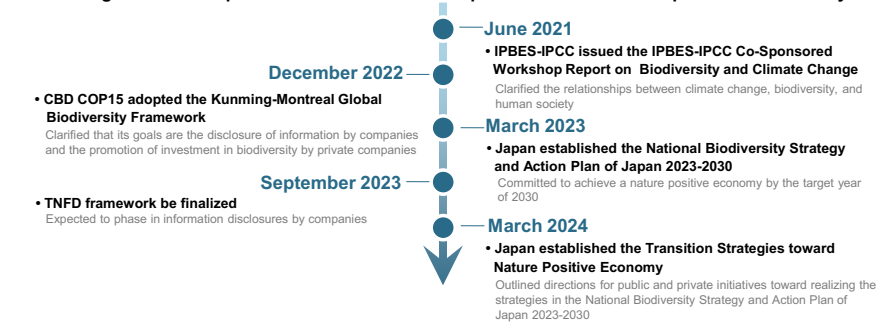 June 2021
• IPBES-IPCC issued the IPBES-IPCC Co-Sponsored
Workshop Report on Biodiversity and Climate Change
Clarified the relationships between climate change, biodiversity, and
human society
December 2022
• CBD COP15 adopted the Kunming-Montreal Global
Biodiversity Framework
Clarified that its goals are the disclosure of information by companies
and the promotion of investment in biodiversity by private companies
March 2023
• Japan established the National Biodiversity Strategy
and Action Plan of Japan 2023-2030
Committed to achieve a nature positive economy by the target year
of 2030
September 2023
• TNFD framework be finalized
Expected to phase in information disclosures by companies
March 2024
• Japan established the Transition Strategies toward
Nature Positive Economy
Outlined directions for public and private initiatives toward realizing the
strategies in the National Biodiversity Strategy and Action Plan of
Japan 2023-2030